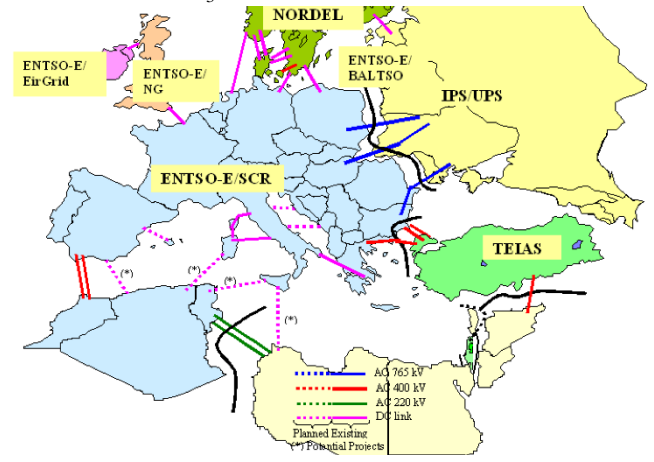 NORDEL
ENTSO-E/
EirGrid
ENTSO-E/
NG
ENTSO-E/
BALTSO
IPS/UPS
ENTSO-E/SCR
TEIAS
(*)
(*)
(*)
(*)
AC 765 kV
AC 400 kV
AC 220 kV
DC link
Planned Existing
(*) Potential Projects